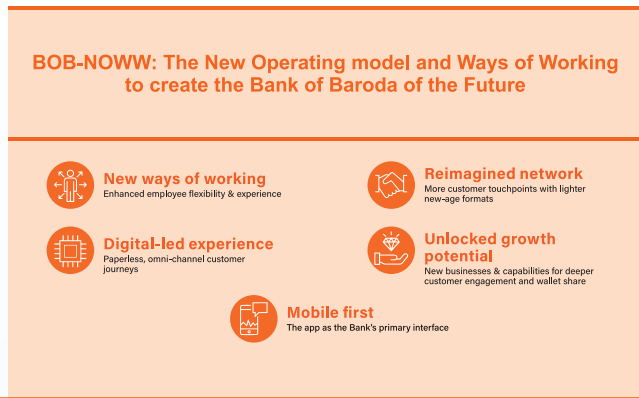 BOB-NOWW: The New Operating model and Ways of Working
to create the Bank of Baroda of the Future
New ways of working
Enhanced employee flexibility & experience
Reimagined network
More customer touchpoints with lighter
new-age formats
Digital-led experience
Paperless, omni-channel customer
journeys
Unlocked growth
potential
New businesses & capabilities for deeper
customer engagement and wallet share
Mobile first
The app as the Bank's primary interface